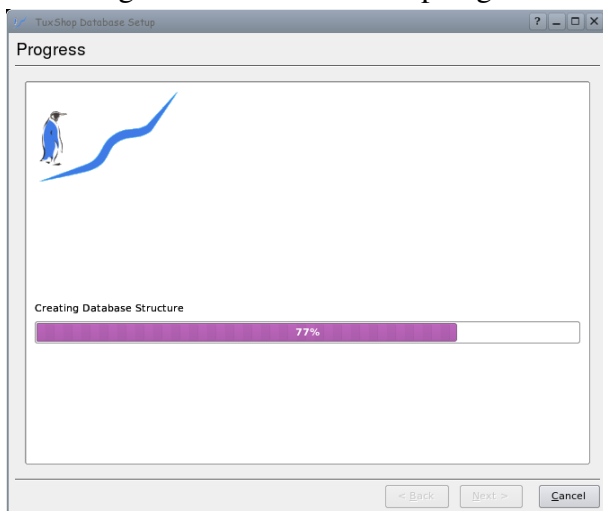 TuxShop Database Setup
Progress
Creating Database Structure
77%
< Back Next > Cancel